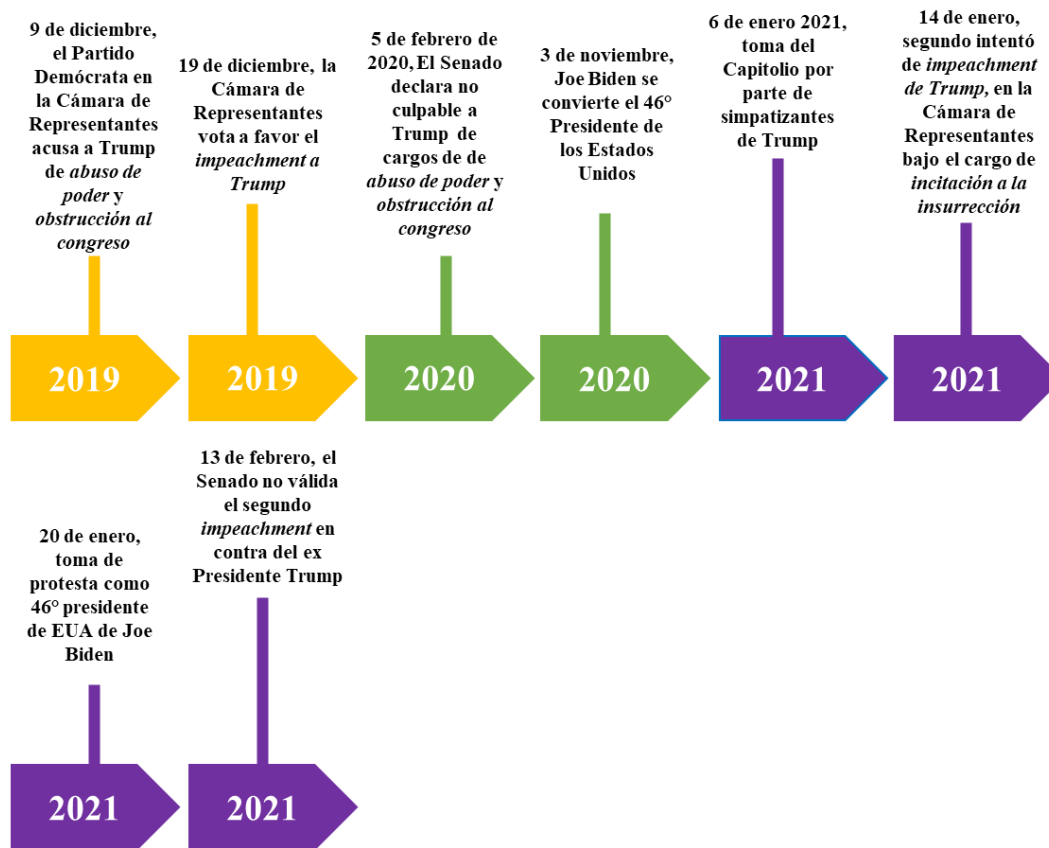 9 de diciembre,
el Partido
Demócrata en
la Cámara de
Representantes
acusa a Trump
de abuso de
poder y
obstrucción al
congreso
2019
19 de diciembre, la
Cámara de
Representantes
vota a favor el
impeachment a
Trump
2019
5 de febrero de
2020, El Senado
declara no
culpable a
Trump de
cargos de de
abuso de poder y
obstrucción al
congreso
2020
3 de noviembre,
Joe Biden se
convierte el 46°
Presidente de
los Estados
Unidos
2020
6 de enero 2021,
toma del
Capitolio por
parte de
simpatizantes
de Trump
2021
14 de enero,
segundo intentó
de impeachment
de Trump, en la
Cámara de
Representantes
bajo el cargo de
incitación a la
insurrección
2021
20 de enero,
toma de
protesta como
46° presidente
de EUA de Joe
Biden
2021
13 de febrero, el
Senado no válida
el segundo
impeachment en
contra del ex
Presidente Trump
2021